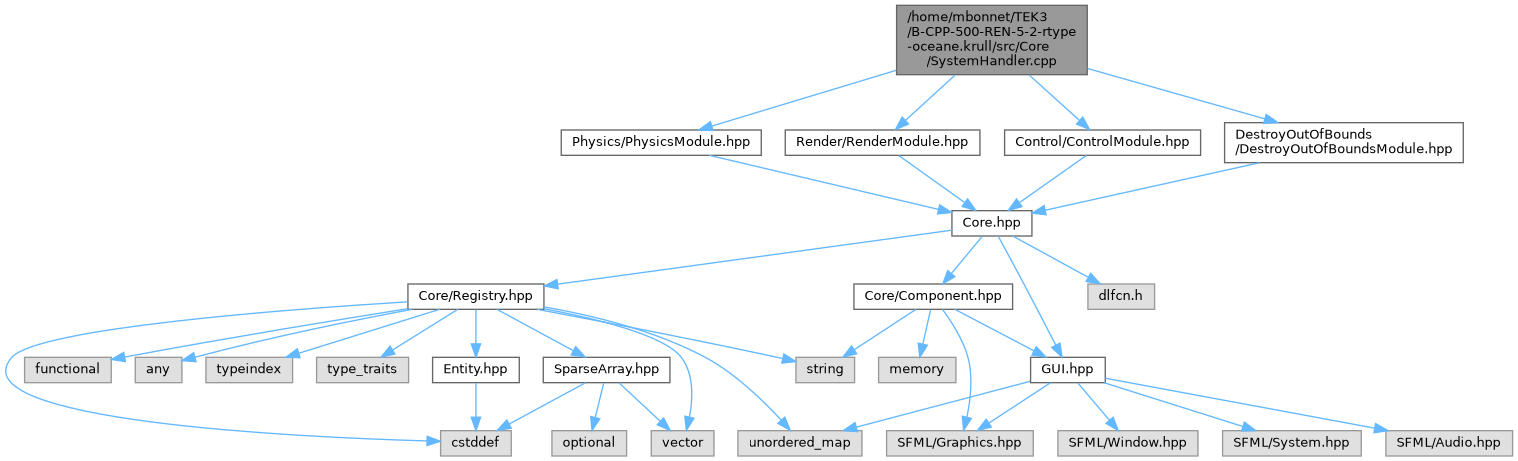 /home/mbonnet/TEK3
/B-CPP-500-REN-5-2-rtype
-oceane.krull/src/Core
/SystemHandler.cpp
Physics/PhysicsModule.hpp
Render/RenderModule.hpp
Control/ControlModule.hpp
DestroyOutOfBounds
/DestroyOutOfBoundsModule.hpp
Core.hpp
Core/Registry.hpp
Core/Component.hpp
dlfcn.h
functional
any
typeindex
type_traits
Entity.hpp
SparseArray.hpp
string
memory
GUI.hpp
cstddef
optional
vector
unordered_map
SFML/Graphics.hpp
SFML/Window.hpp
SFML/System.hpp
SFML/Audio.hpp